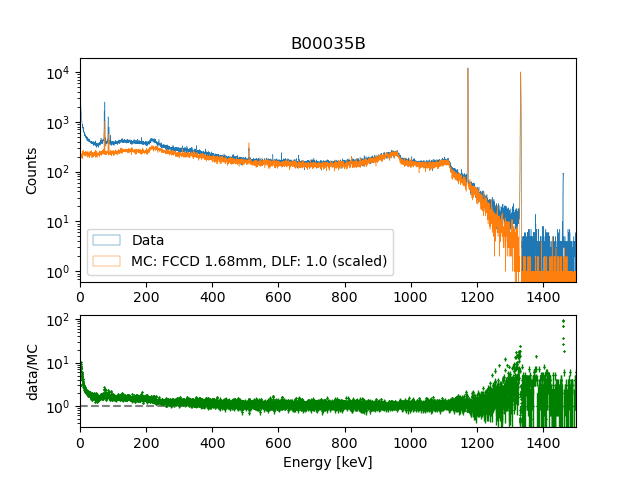 B00035B
Counts
10⁴
10³
10²
10¹
10⁰
Data
MC: FCCD 1.68mm, DLF: 1.0 (scaled)
0 200 400 600 800 1000 1200 1400
data/MC
10²
10¹
10⁰
0 200 400 600 800 1000 1200 1400
Energy [keV]